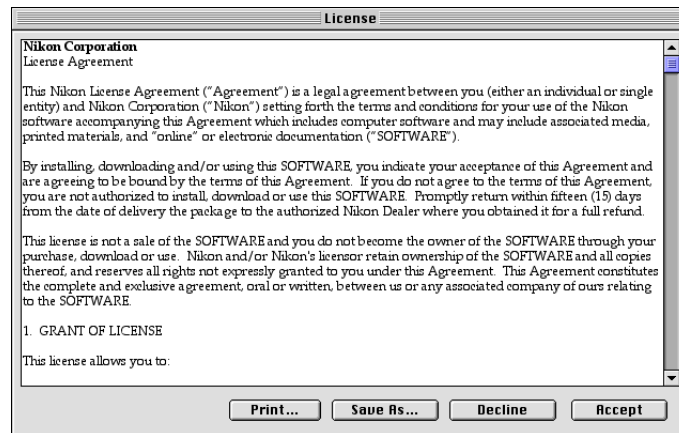 License
Nikon Corporation
License Agreement
This Nikon License Agreement ("Agreement") is a legal agreement between you (either an individual or single
entity) and Nikon Corporation ("Nikon") setting forth the terms and conditions for your use of the Nikon
software accompanying this Agreement which includes computer software and may include associated media,
printed materials, and "online" or electronic documentation ("SOFTWARE").
By installing, downloading and/or using this SOFTWARE, you indicate your acceptance of this Agreement and
are agreeing to be bound by the terms of this Agreement. If you do not agree to the terms of this Agreement,
you are not authorized to install, download or use this SOFTWARE. Promptly return within fifteen (15) days
from the date of delivery the package to the authorized Nikon Dealer where you obtained it for a full refund.
This license is not a sale of the SOFTWARE and you do not become the owner of the SOFTWARE through your
purchase, download or use. Nikon and/or Nikon's licensor retain ownership of the SOFTWARE and all copies
thereof, and reserves all rights not expressly granted to you under this Agreement. This Agreement constitutes
the complete and exclusive agreement, oral or written, between us or any associated company of ours relating
to the SOFTWARE.
1. GRANT OF LICENSE
This license allows you to:
Print... Save As... Decline Accept